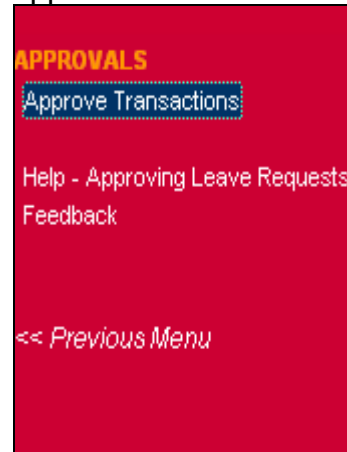 APPROVALS
Approve Transactions
Help - Approving Leave Requests
Feedback
<< Previous Menu